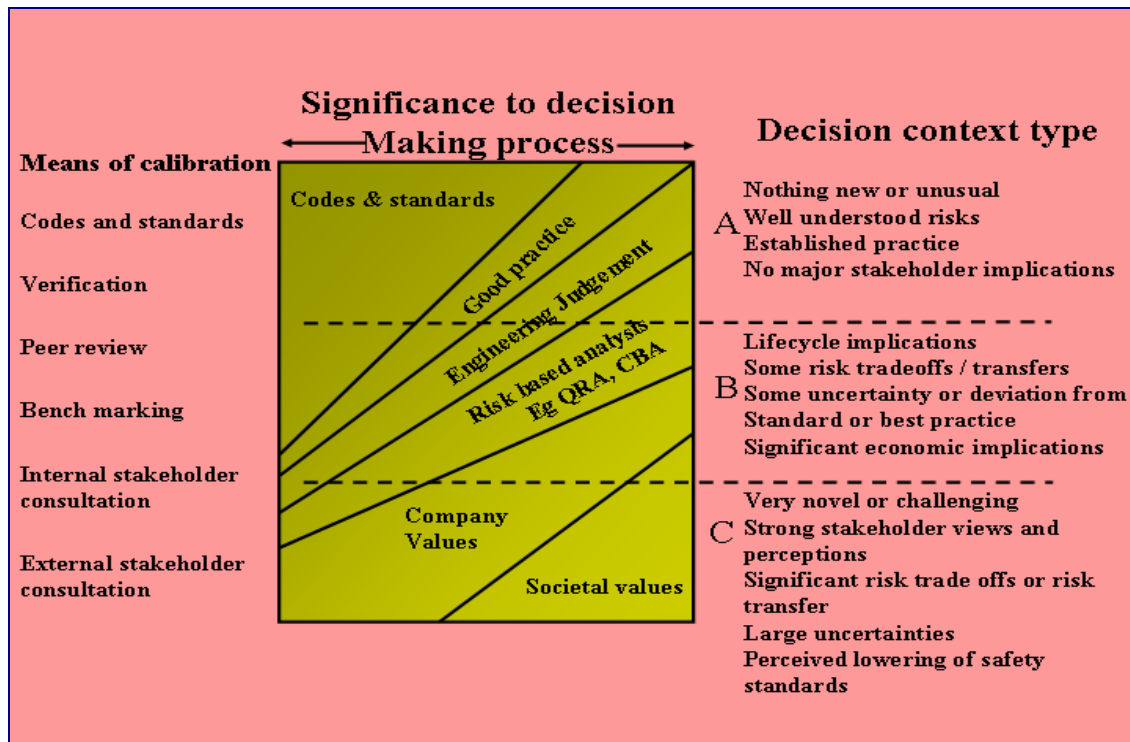 Significance to decision
Making process
Decision context type
Means of calibration
Codes and standards
Verification
Peer review
Bench marking
Internal stakeholder
consultation
External stakeholder
consultation
Codes & standards
Good practice
Engineering Judgement
Risk based analysts
Eg QRA, CBA
Company
Values
Societal values
A
Nothing new or unusual
Well understood risks
Established practice
No major stakeholder implications
B
Lifecycle implications
Some risk tradeoffs / transfers
Some uncertainty or deviation from
Standard or best practice
Significant economic implications
C
Very novel or challenging
Strong stakeholder views and
perceptions
Significant risk trade offs or risk
transfer
Large uncertainties
Perceived lowering of safety
standards